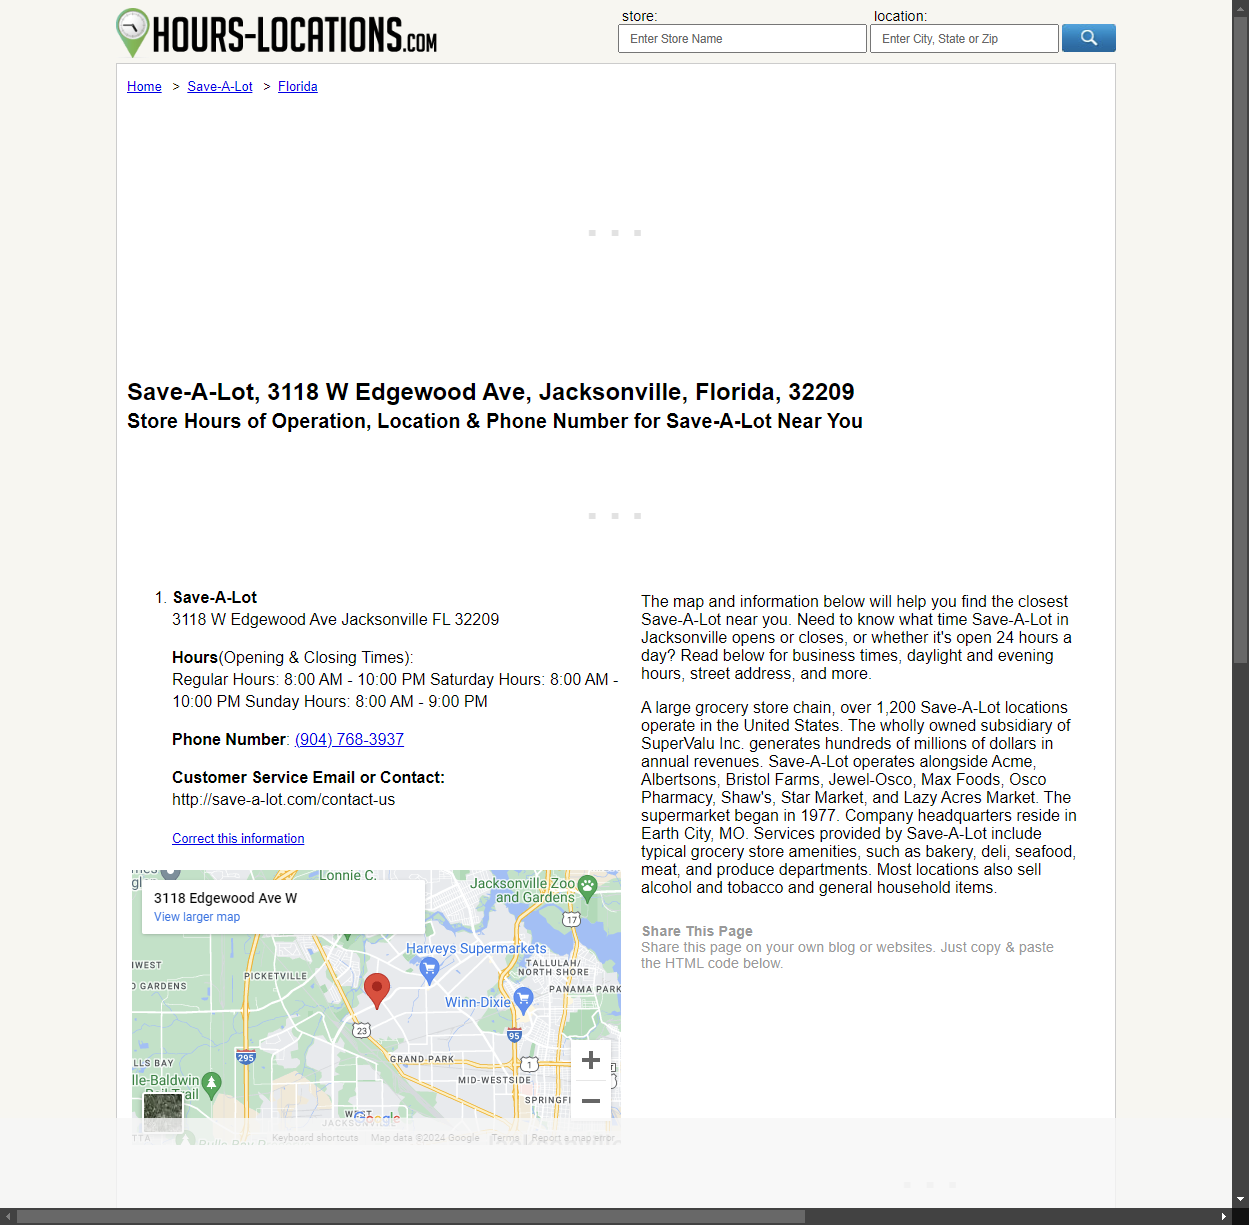 HOURS-LOCATIONS.COM
store:
location:
Enter Store Name
Enter City, State or Zip
Home > Save-A-Lot > Florida
Save-A-Lot, 3118 W Edgewood Ave, Jacksonville, Florida, 32209
Store Hours of Operation, Location & Phone Number for Save-A-Lot Near You
1. Save-A-Lot
3118 W Edgewood Ave Jacksonville FL 32209
Hours(Opening & Closing Times):
Regular Hours: 8:00 AM - 10:00 PM Saturday Hours: 8:00 AM -
10:00 PM Sunday Hours: 8:00 AM - 9:00 PM
Phone Number: (904) 768-3937
Customer Service Email or Contact:
http://save-a-lot.com/contact-us
Correct this information
The map and information below will help you find the closest
Save-A-Lot near you. Need to know what time Save-A-Lot in
Jacksonville opens or closes, or whether it's open 24 hours a
day? Read below for business times, daylight and evening
hours, street address, and more.
A large grocery store chain, over 1,200 Save-A-Lot locations
operate in the United States. The wholly owned subsidiary of
SuperValu Inc. generates hundreds of millions of dollars in
annual revenues. Save-A-Lot operates alongside Acme,
Albertsons, Bristol Farms, Jewel-Osco, Max Foods, Osco
Pharmacy, Shaw's, Star Market, and Lazy Acres Market. The
supermarket began in 1977. Company headquarters reside in
Earth City, MO. Services provided by Save-A-Lot include
typical grocery store amenities, such as bakery, deli, seafood,
meat, and produce departments. Most locations also sell
alcohol and tobacco and general household items.
Share This Page
Share this page on your own blog or websites. Just copy & paste
the HTML code below.
3118 Edgewood Ave W
View larger map
Lonnie C.
Jacksonville Zoo
and Gardens
17
Harveys Supermarkets
TALLULAH/
NORTH SHORE
PICKETVILLE
PANAMA PARK
GARDENS
Winn-Dixie
23
95
295
GRAND PARK
1
LLS BAY
MID-WESTSIDE
lle-Baldwin
Trail
SPRINGFI
WEST
JACKSONVILLE
Google
TTA
Keyboard shortcuts
Map data ©2024 Google
Terms
Report a map error